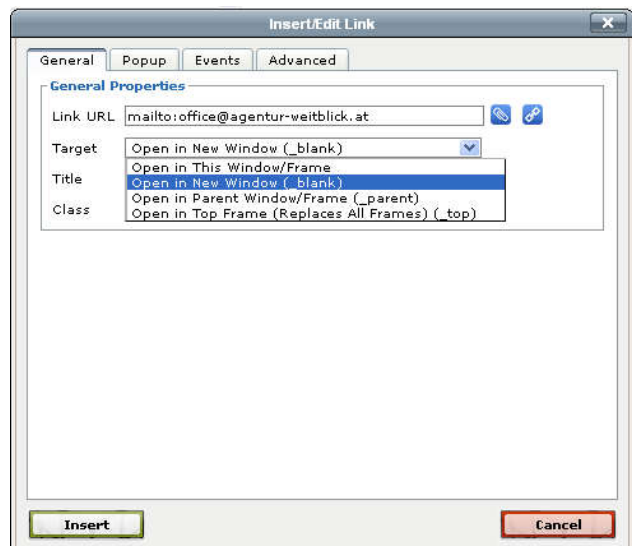 Insert/Edit Link
General Popup Events Advanced
General Properties
Link URL mailto:office@agentur-weitblick.at
Target Open in New Window (_blank)
Open in This Window/Frame
Title Open in New Window (_blank)
Open in Parent Window/Frame (_parent)
Class Open in Top Frame (Replaces All Frames) (_top)
Insert Cancel